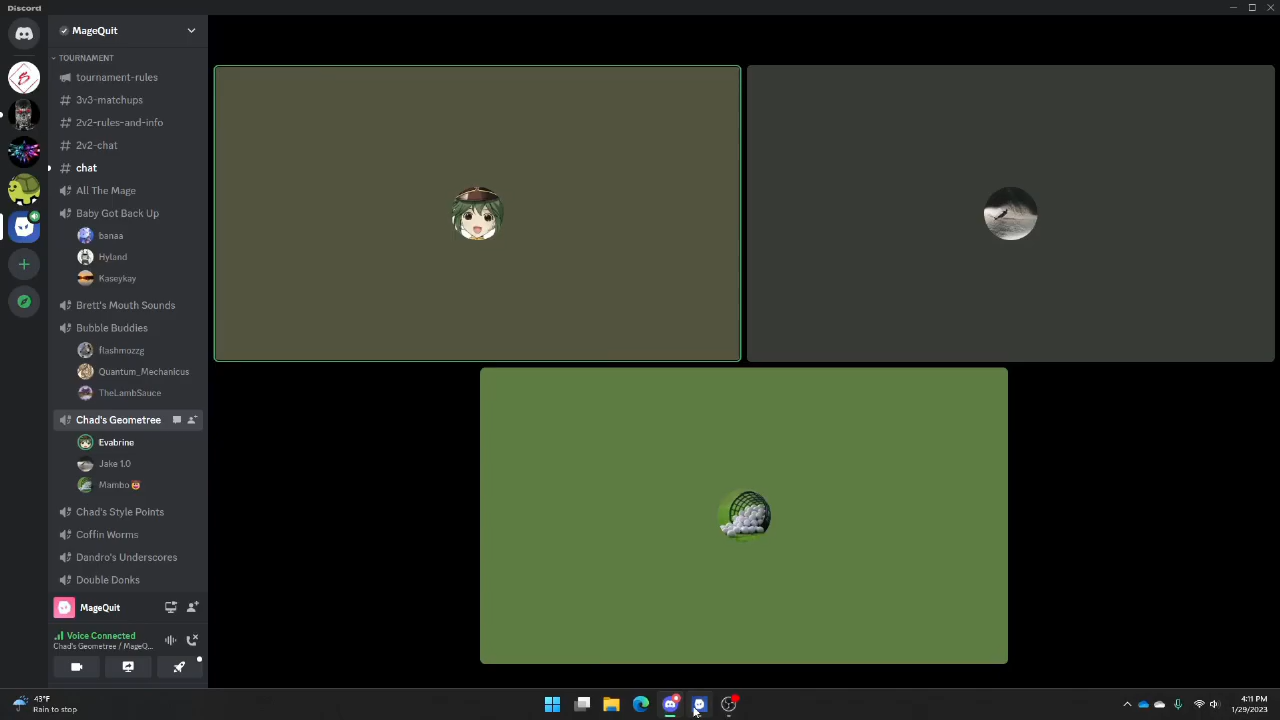 Discord
MageQuit
TOURNAMENT
tournament-rules
3v3-matchups
2v2-rules-and-info
2v2-chat
chat
All The Mage
Baby Got Back Up
banaa
Hyland
Kaseykay
Brett's Mouth Sounds
Bubble Buddies
flashmozzg
Quantum_Mechanicus
TheLambSauce
Chad's Geometree
Evabrine
Jake 1.0
Mambo
Chad's Style Points
Coffin Worms
Dandro's Underscores
Double Donks
MageQuit
Voice Connected
Chad's Geometree / MageQ...
43°F
Rain to stop
4:11 PM
1/29/2023